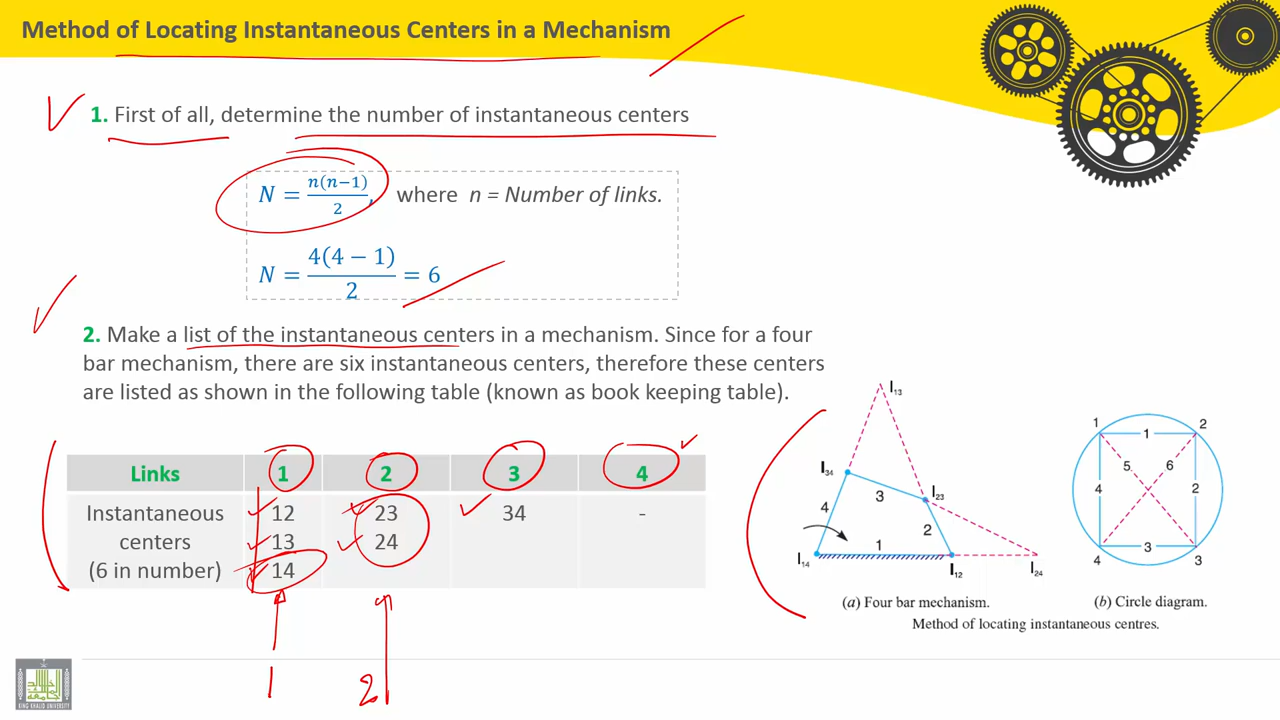 Method of Locating Instantaneous Centers in a Mechanism
1. First of all, determine the number of instantaneous centers
N = n(n−1)/2, where n = Number of links.
N = 4(4 − 1)/2 = 6
2. Make a list of the instantaneous centers in a mechanism. Since for a four
bar mechanism, there are six instantaneous centers, therefore these centers
are listed as shown in the following table (known as book keeping table).
Links 1 2 3 4
Instantaneous 12 23 34 -
centers 13 24
(6 in number) 14
1 2
I13
I34
3
I23
4
2
1
I14
I12
I24
(a) Four bar mechanism.
1 2
1
5 6
4 2
3
4 3
(b) Circle diagram.
Method of locating instantaneous centres.
KING KHALID UNIVERSITY